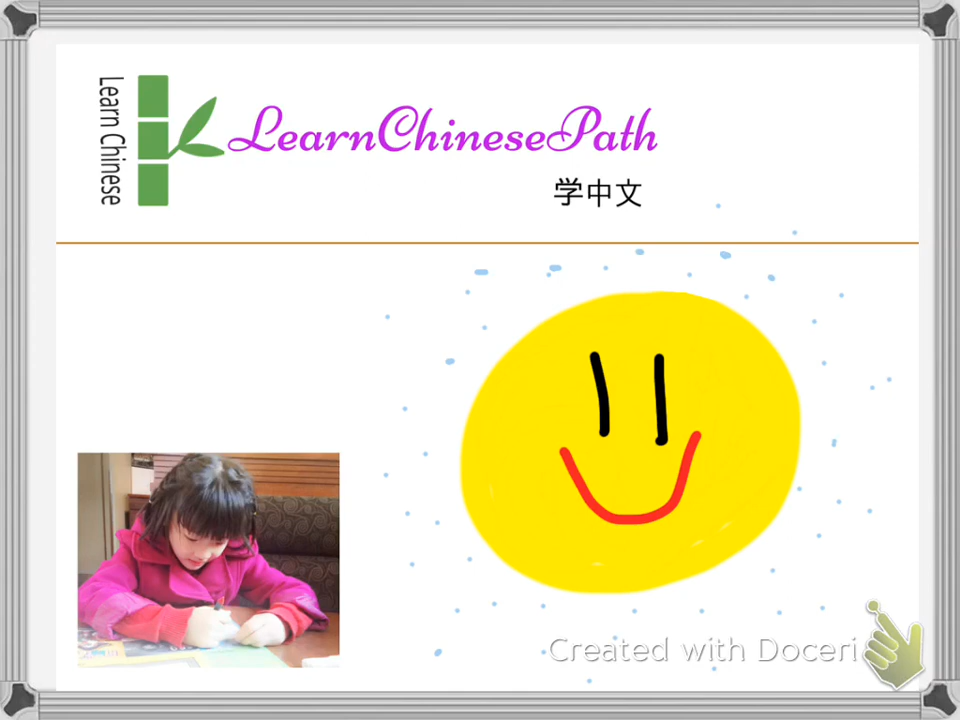 Learn Chinese
LearnChinesePath
学中文
Created with Doceri